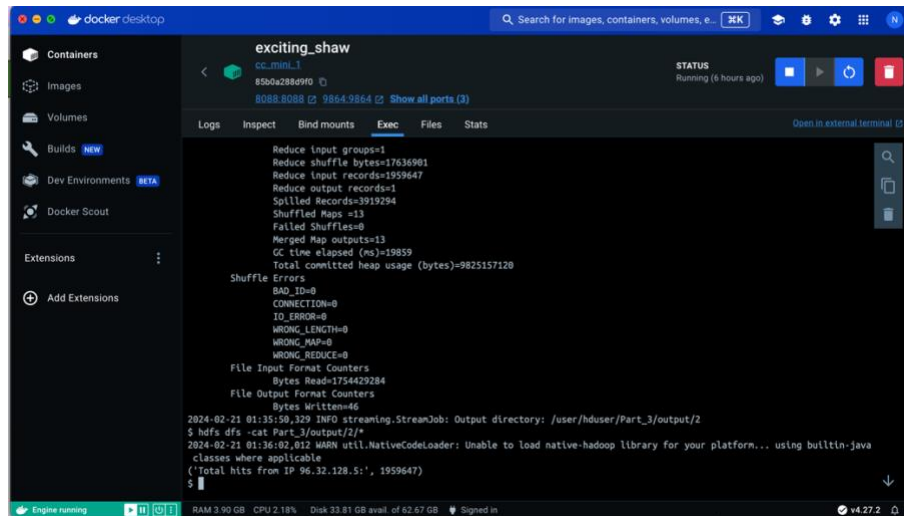 docker desktop
Search for images, containers, volumes, e... ⌘K
N
Containers
Images
Volumes
Builds NEW
Dev Environments BETA
Docker Scout
Extensions
Add Extensions
exciting_shaw
cc_mini_1
85b0a288d9f0
8088:8088 9864:9864 Show all ports (3)
STATUS
Running (6 hours ago)
Logs Inspect Bind mounts Exec Files Stats
Open in external terminal
Reduce input groups=1
Reduce shuffle bytes=17636901
Reduce input records=1959647
Reduce output records=1
Spilled Records=3919294
Shuffled Maps =13
Failed Shuffles=0
Merged Map outputs=13
GC time elapsed (ms)=19859
Total committed heap usage (bytes)=9825157120
Shuffle Errors
BAD_ID=0
CONNECTION=0
IO_ERROR=0
WRONG_LENGTH=0
WRONG_MAP=0
WRONG_REDUCE=0
File Input Format Counters
Bytes Read=1754429284
File Output Format Counters
Bytes Written=46
2024-02-21 01:35:50,329 INFO streaming.StreamJob: Output directory: /user/hduser/Part_3/output/2
$ hdfs dfs -cat Part_3/output/2/*
2024-02-21 01:36:02,012 WARN util.NativeCodeLoader: Unable to load native-hadoop library for your platform... using builtin-java
classes where applicable
('Total hits from IP 96.32.128.5:', 1959647)
$
Engine running
RAM 3.90 GB CPU 2.18% Disk 33.81 GB avail. of 62.67 GB Signed in
v4.27.2